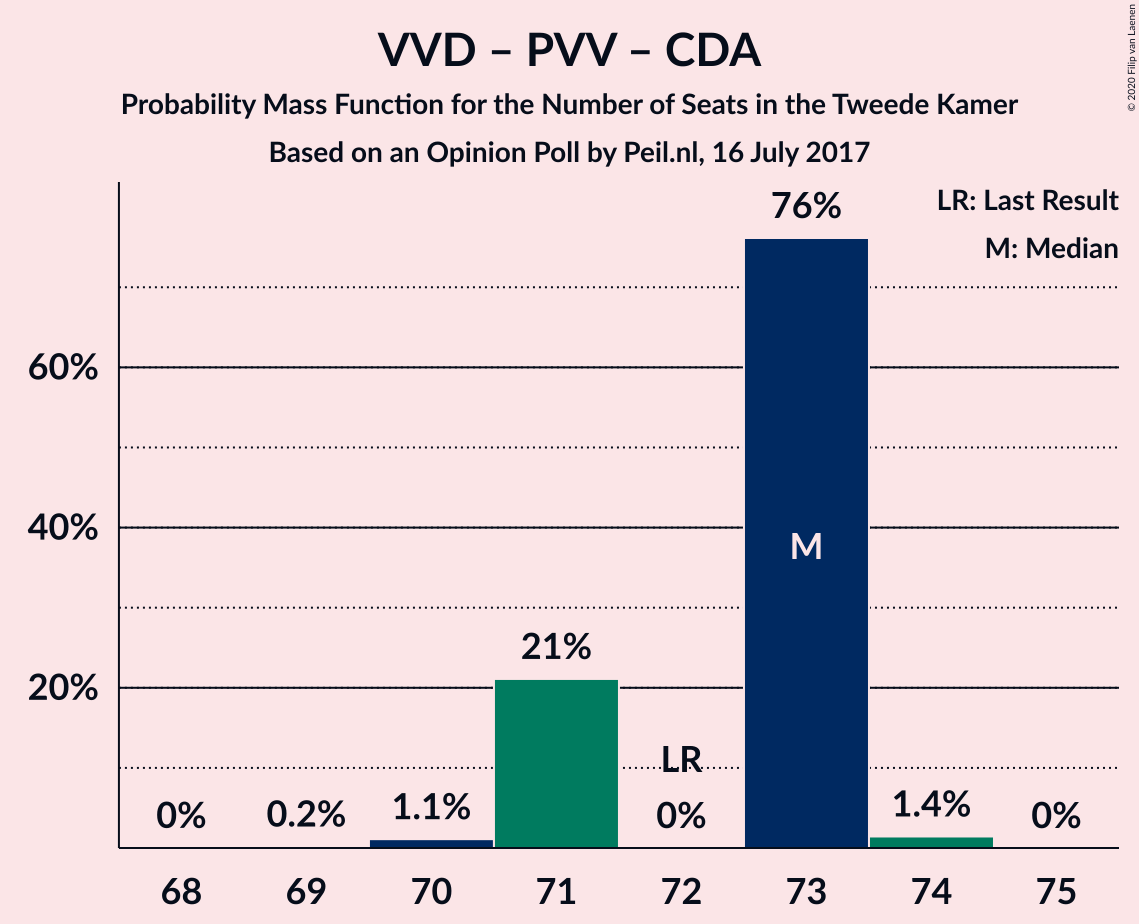 VVD – PVV – CDA
Probability Mass Function for the Number of Seats in the Tweede Kamer
Based on an Opinion Poll by Peil.nl, 16 July 2017
© 2020 Filip van Laenen
LR: Last Result
M: Median
76%
60%
40%
20%
M
21%
LR
0%
0.2%
1.1%
0%
1.4%
0%
68 69 70 71 72 73 74 75